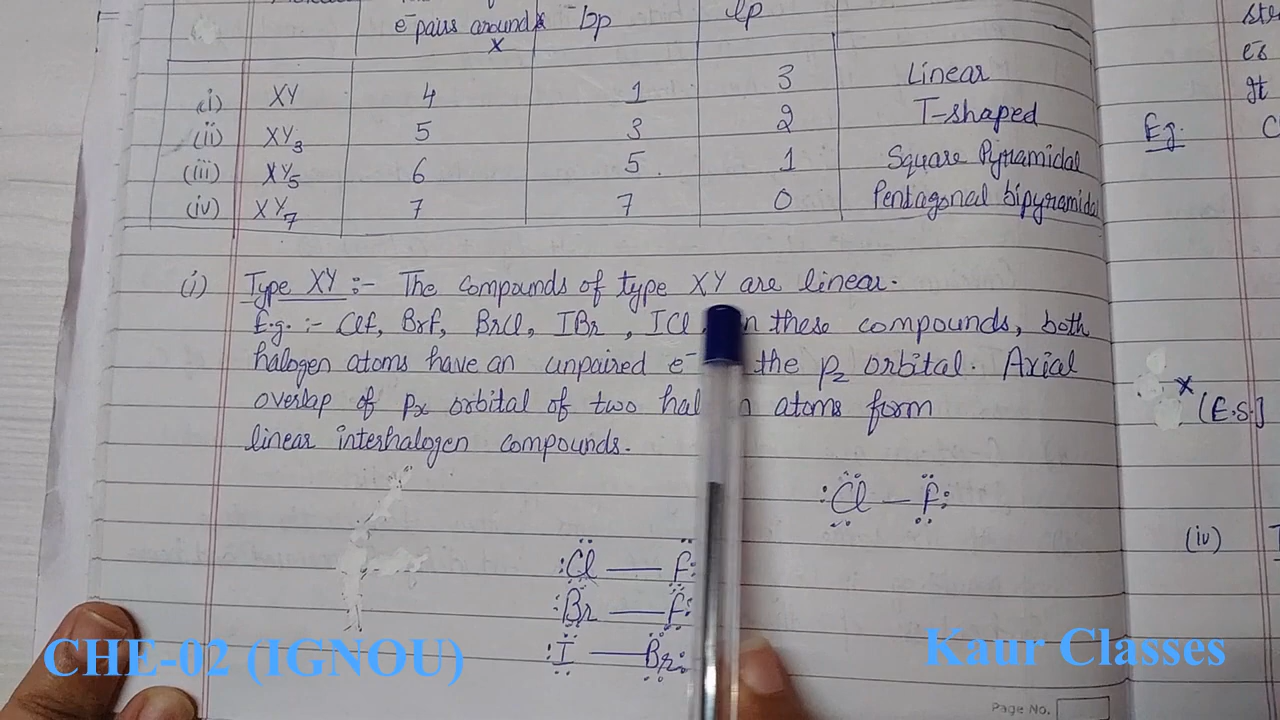 e⁻ pairs around bp lp
x
(i) XY 4 1 3 Linear
(ii) XY₃ 5 3 2 T-shaped
(iii) XY₅ 6 5 1 Square Pyramidal
(iv) XY₇ 7 7 0 Pentagonal bipyramidal
(i) Type XY :- The compounds of type XY are linear.
E.g. :- ClF, BrF, BrCl, IBr, ICl. n these compounds, both
halogen atoms have an unpaired e⁻ the p_z orbital. Axial
overlap of pₓ orbital of two hal n atoms form
linear interhalogen compounds.
Cl — F
Cl — F
Br — F
I — Br
Eg. C
x (E.S.]
(iv)
Page No.
CHE-02 (IGNOU)
Kaur Classes